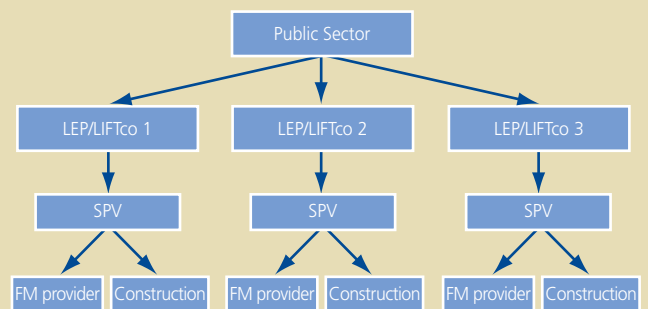 Public Sector
LEP/LIFTco 1
LEP/LIFTco 2
LEP/LIFTco 3
SPV
SPV
SPV
FM provider
Construction
FM provider
Construction
FM provider
Construction